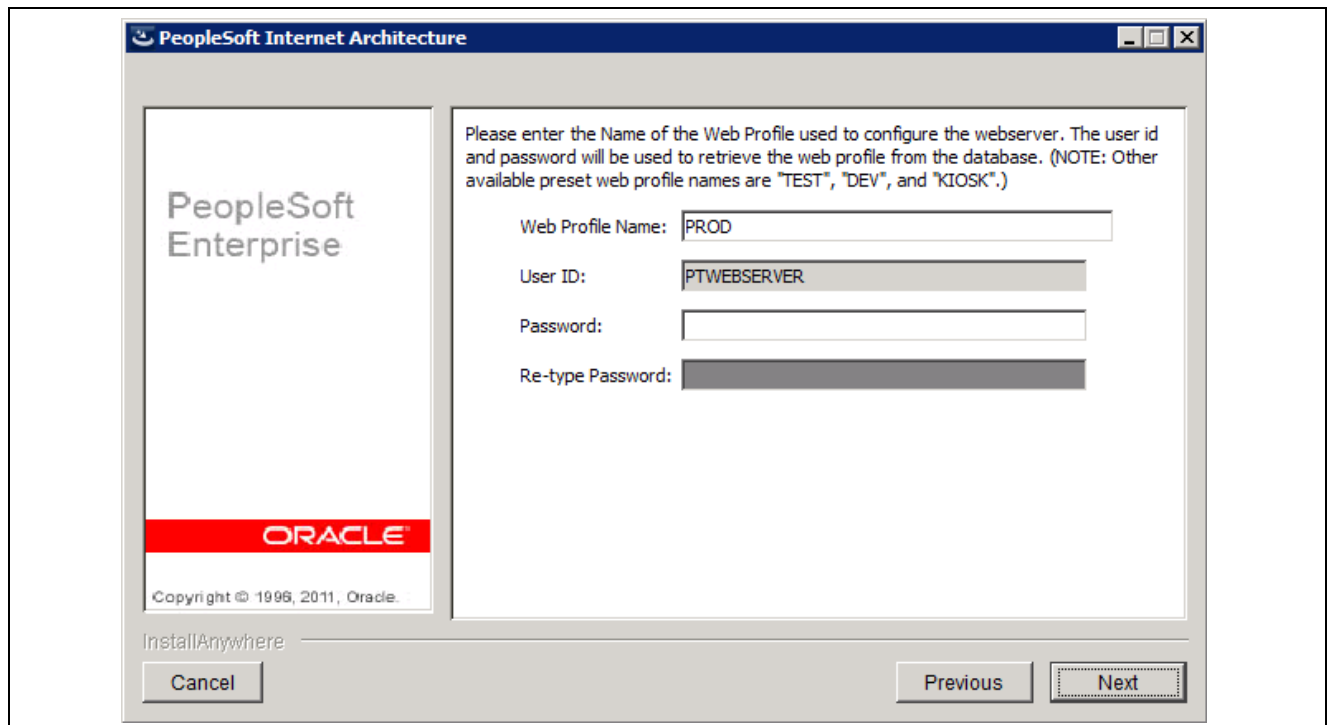 PeopleSoft Internet Architecture
PeopleSoft
Enterprise
ORACLE
Copyright © 1996, 2011, Oracle.
Please enter the Name of the Web Profile used to configure the webserver. The user id
and password will be used to retrieve the web profile from the database. (NOTE: Other
available preset web profile names are "TEST", "DEV", and "KIOSK".)
Web Profile Name: PROD
User ID: PTWEBSERVER
Password:
Re-type Password:
InstallAnywhere
Cancel
Previous
Next